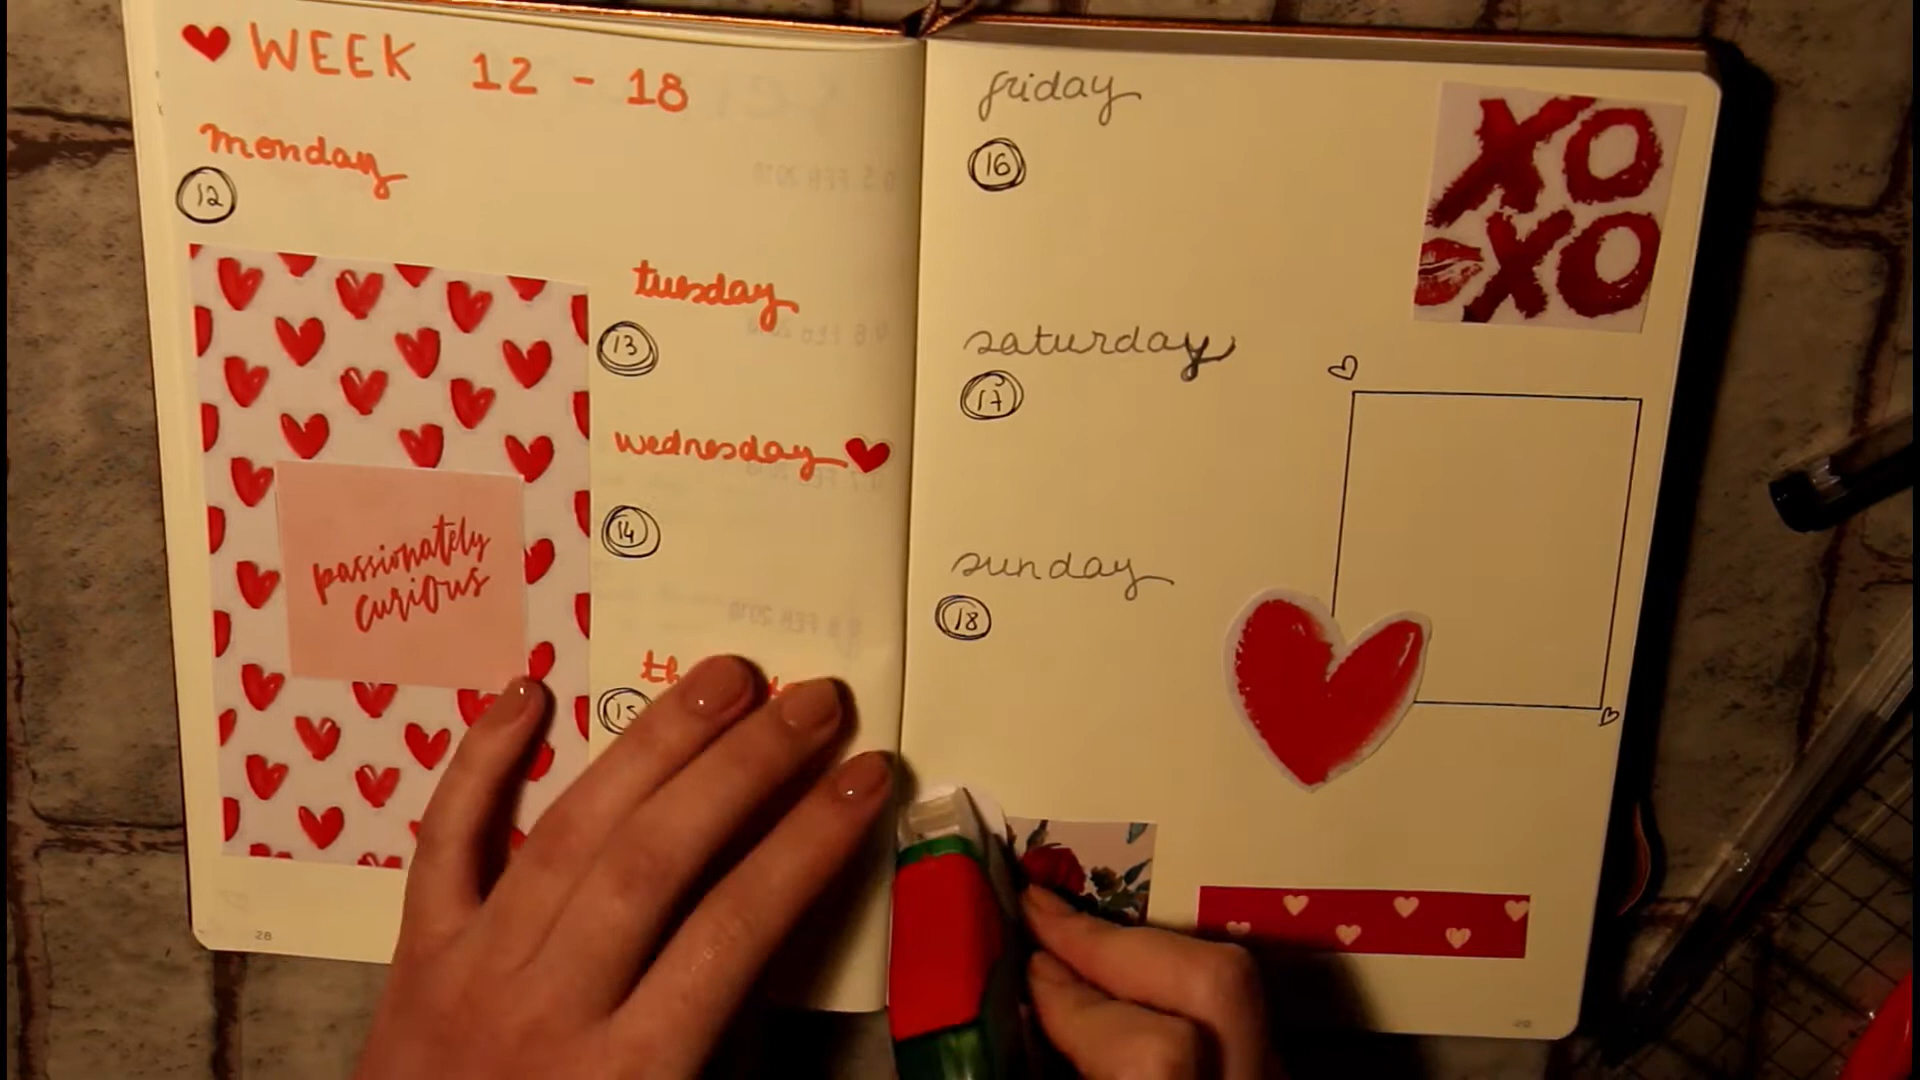 WEEK 12 - 18
monday
12
passionately
curious
tuesday
13
wednesday
14
15
28
friday
16
XO
XO
saturday
17
sunday
18